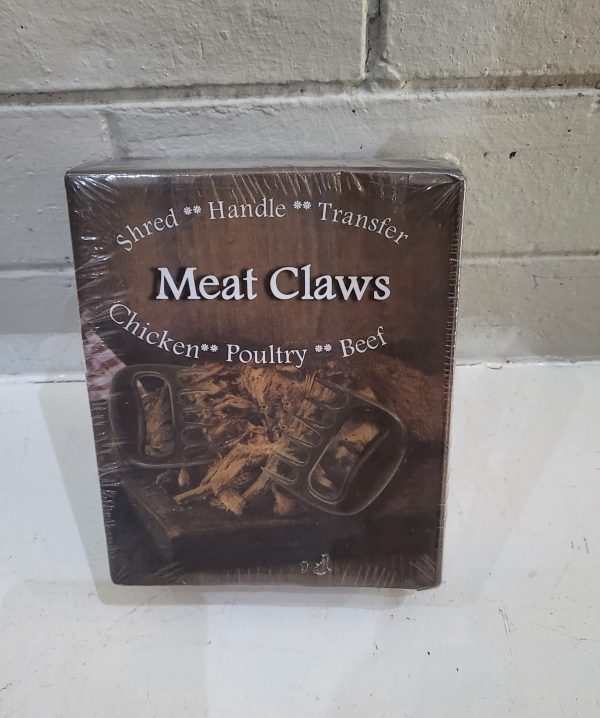 Shred ** Handle ** Transfer
Meat Claws
Chicken** Poultry ** Beef